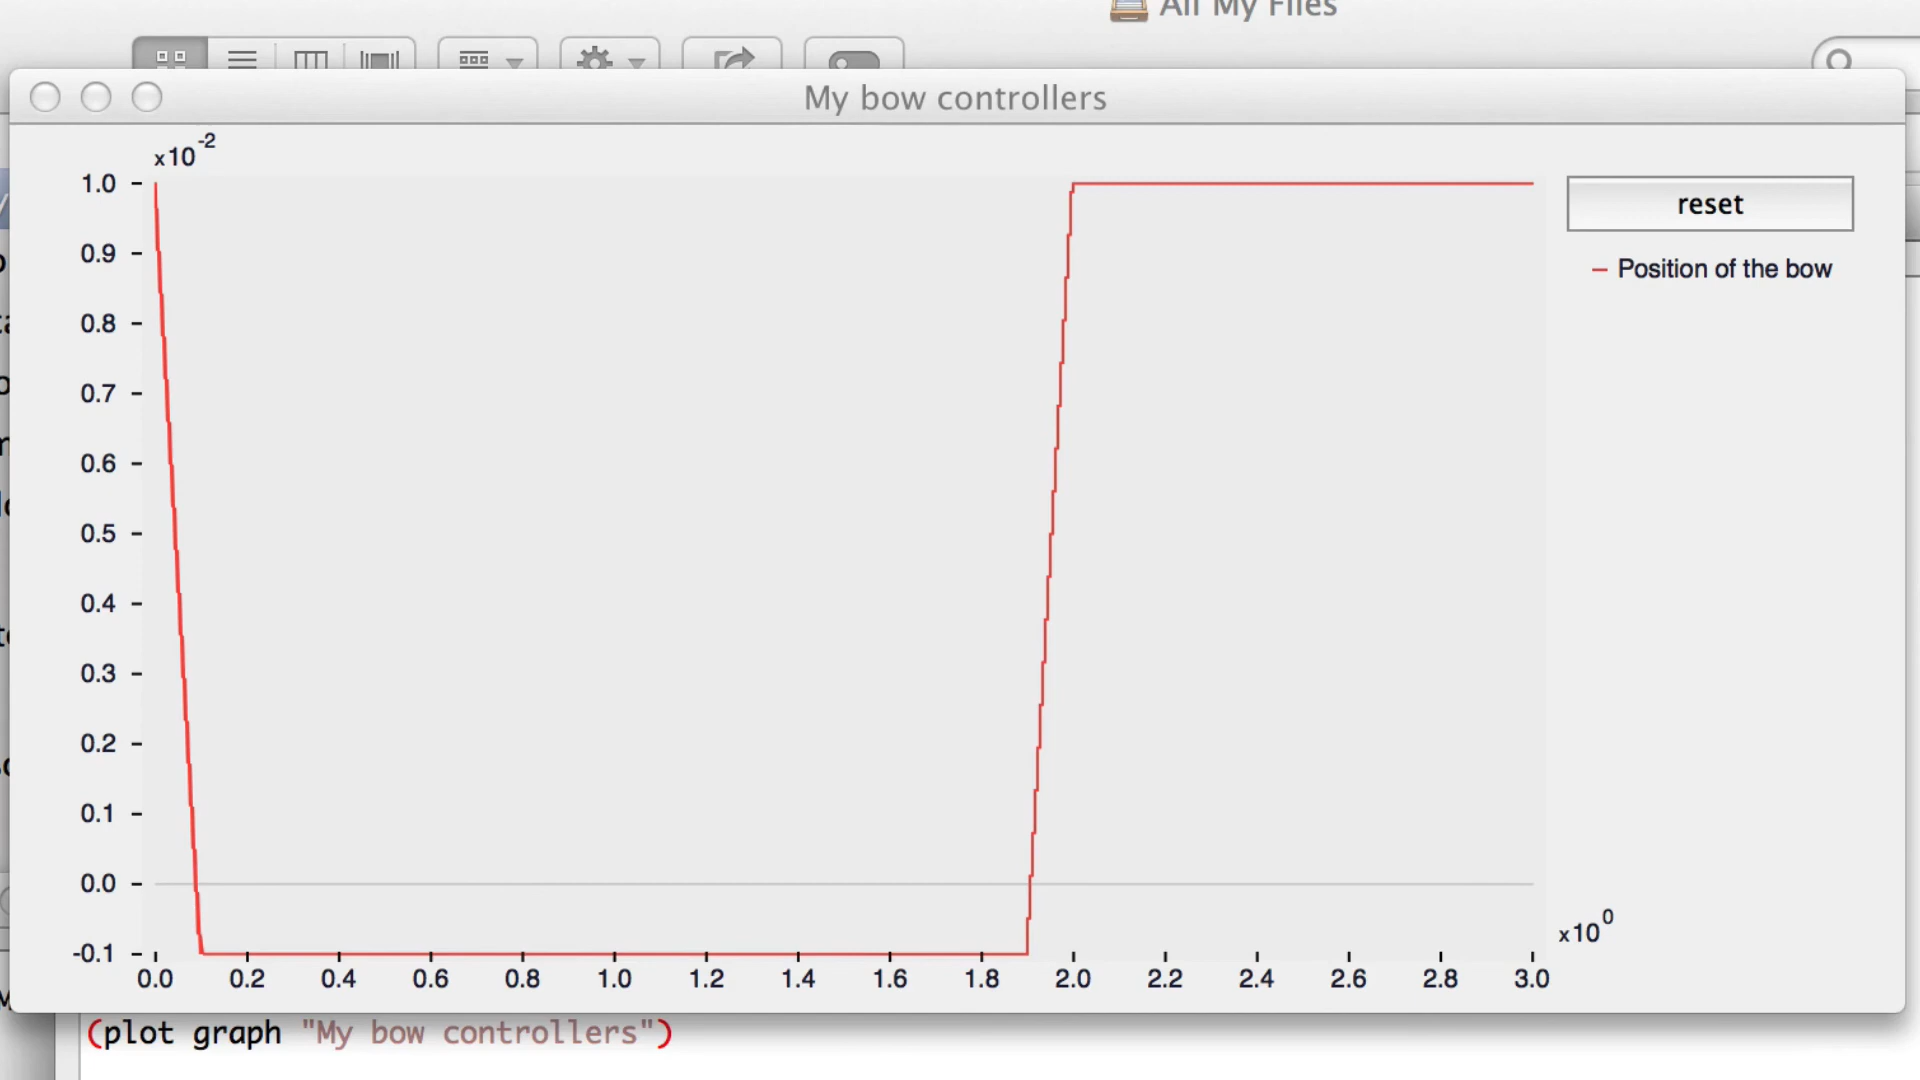 All My Files
My bow controllers
x10-2
1.0
0.9
0.8
0.7
0.6
0.5
0.4
0.3
0.2
0.1
0.0
-0.1
0.0 0.2 0.4 0.6 0.8 1.0 1.2 1.4 1.6 1.8 2.0 2.2 2.4 2.6 2.8 3.0
x10 0
reset
Position of the bow
(plot graph "My bow controllers")